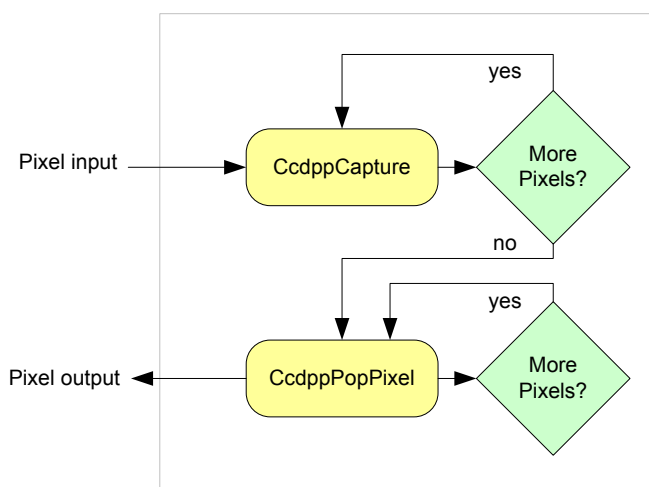 yes
Pixel input
CcdppCapture
More
Pixels?
no
yes
Pixel output
CcdppPopPixel
More
Pixels?